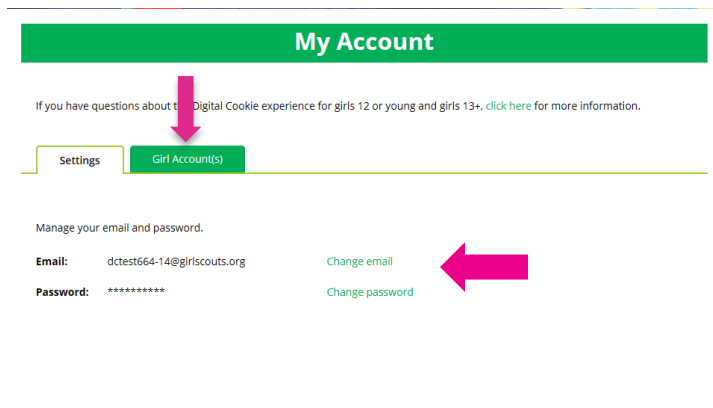 My Account
If you have questions about t Digital Cookie experience for girls 12 or young and girls 13+, click here for more information.
Settings
Girl Account(s)
Manage your email and password.
Email: dctest664-14@girlscouts.org Change email
Password: ********** Change password